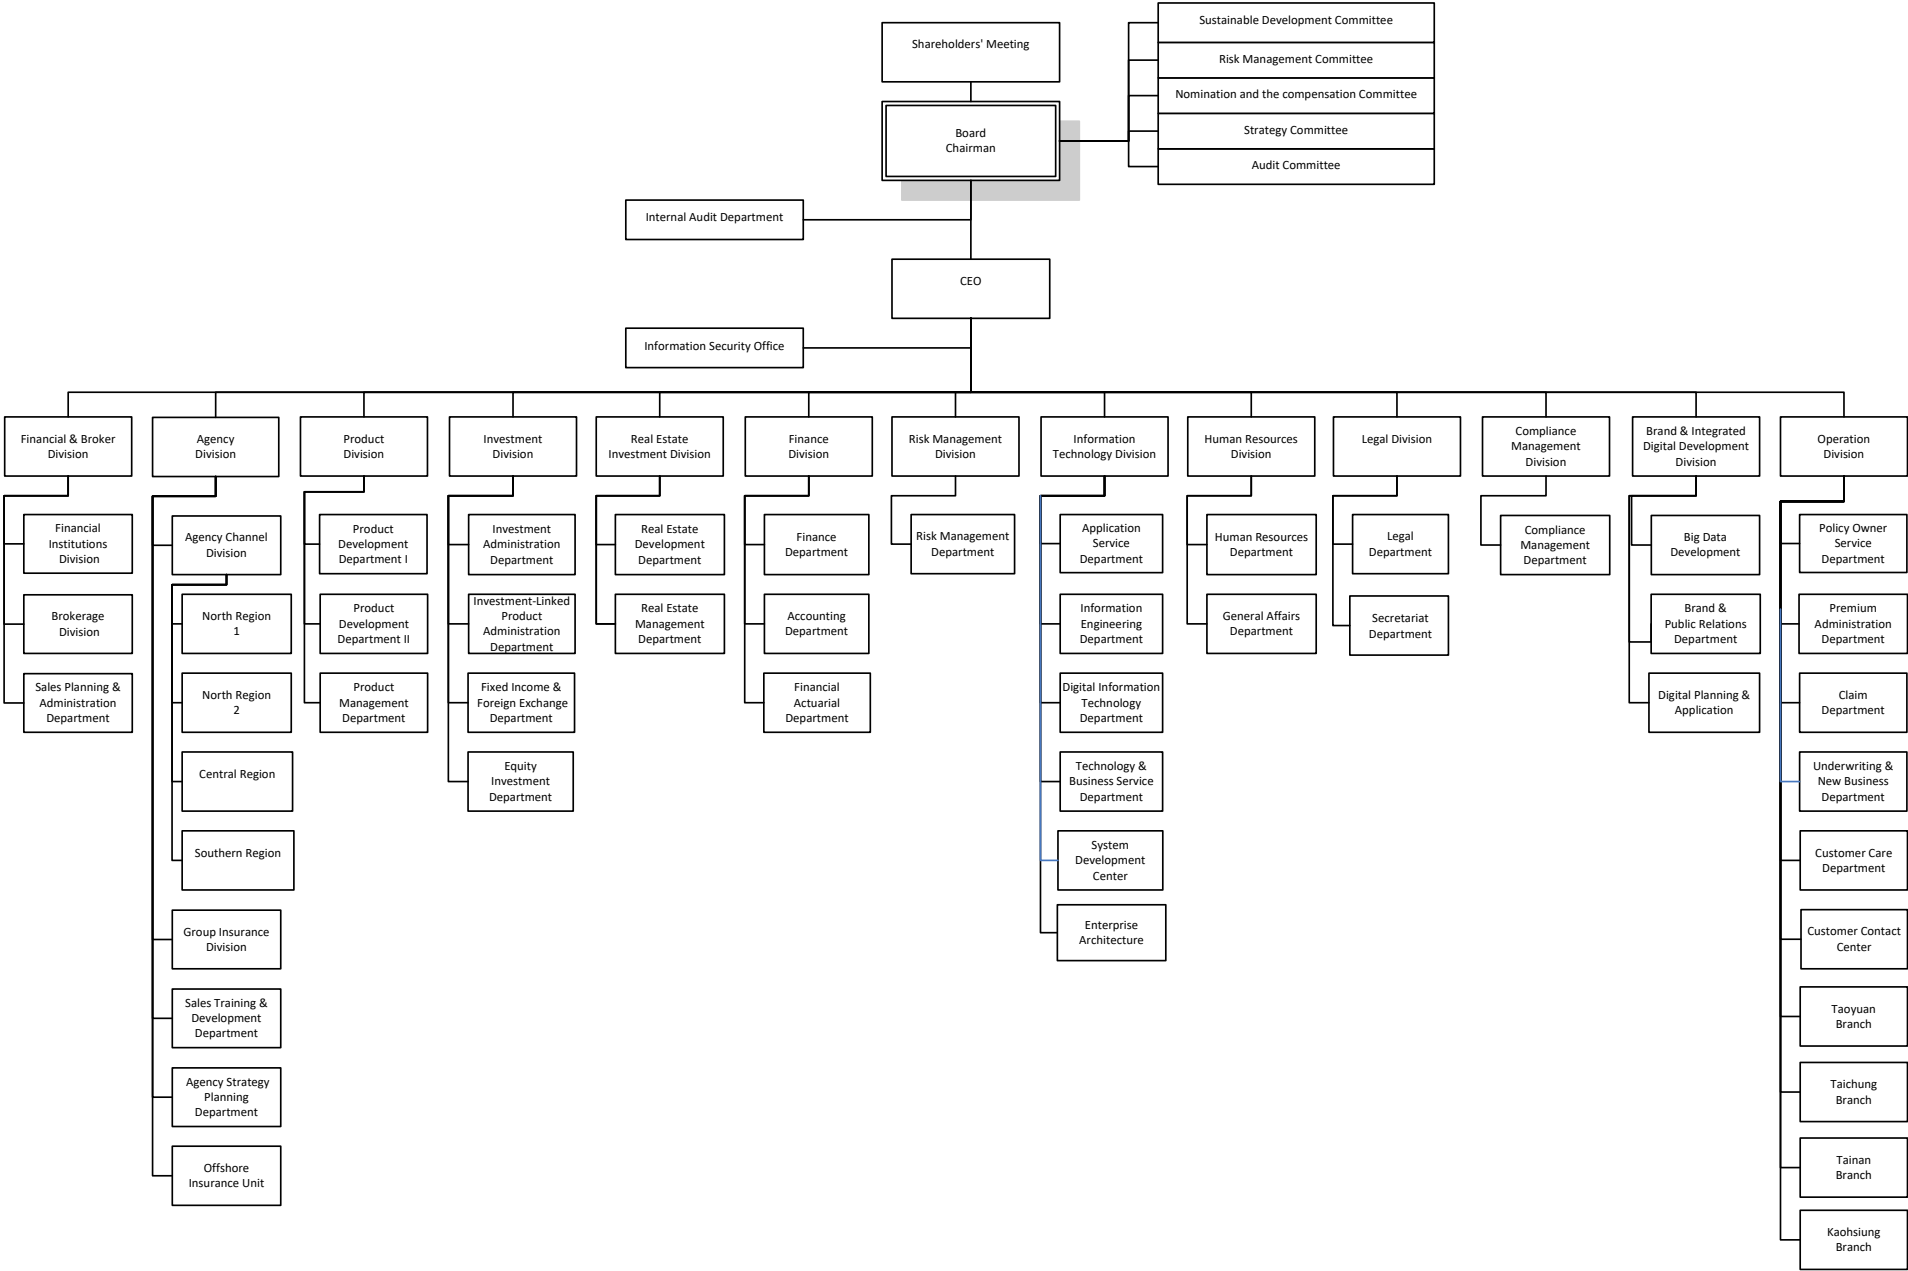 Sustainable Development Committee
Shareholders' Meeting
Risk Management Committee
Nomination and the compensation Committee
Board
Chairman
Strategy Committee
Audit Committee
Internal Audit Department
CEO
Information Security Office
Financial & Broker
Division
Financial
Institutions
Division
Brokerage
Division
Sales Planning &
Administration
Department
Agency
Division
Agency Channel
Division
North Region
1
North Region
2
Central Region
Southern Region
Group Insurance
Division
Sales Training &
Development
Department
Agency Strategy
Planning
Department
Offshore
Insurance Unit
Product
Division
Product
Development
Department I
Product
Development
Department II
Product
Management
Department
Investment
Division
Investment
Administration
Department
Investment-Linked
Product
Administration
Department
Fixed Income &
Foreign Exchange
Department
Equity
Investment
Department
Real Estate
Investment Division
Real Estate
Development
Department
Real Estate
Management
Department
Finance
Division
Finance
Department
Accounting
Department
Financial
Actuarial
Department
Risk Management
Division
Risk Management
Department
Information
Technology Division
Application
Service
Department
Information
Engineering
Department
Digital Information
Technology
Department
Technology &
Business Service
Department
System
Development
Center
Enterprise
Architecture
Human Resources
Division
Human Resources
Department
General Affairs
Department
Legal Division
Legal
Department
Secretariat
Department
Compliance
Management
Division
Compliance
Management
Department
Brand & Integrated
Digital Development
Division
Big Data
Development
Brand &
Public Relations
Department
Digital Planning &
Application
Operation
Division
Policy Owner
Service
Department
Premium
Administration
Department
Claim
Department
Underwriting &
New Business
Department
Customer Care
Department
Customer Contact
Center
Taoyuan
Branch
Taichung
Branch
Tainan
Branch
Kaohsiung
Branch